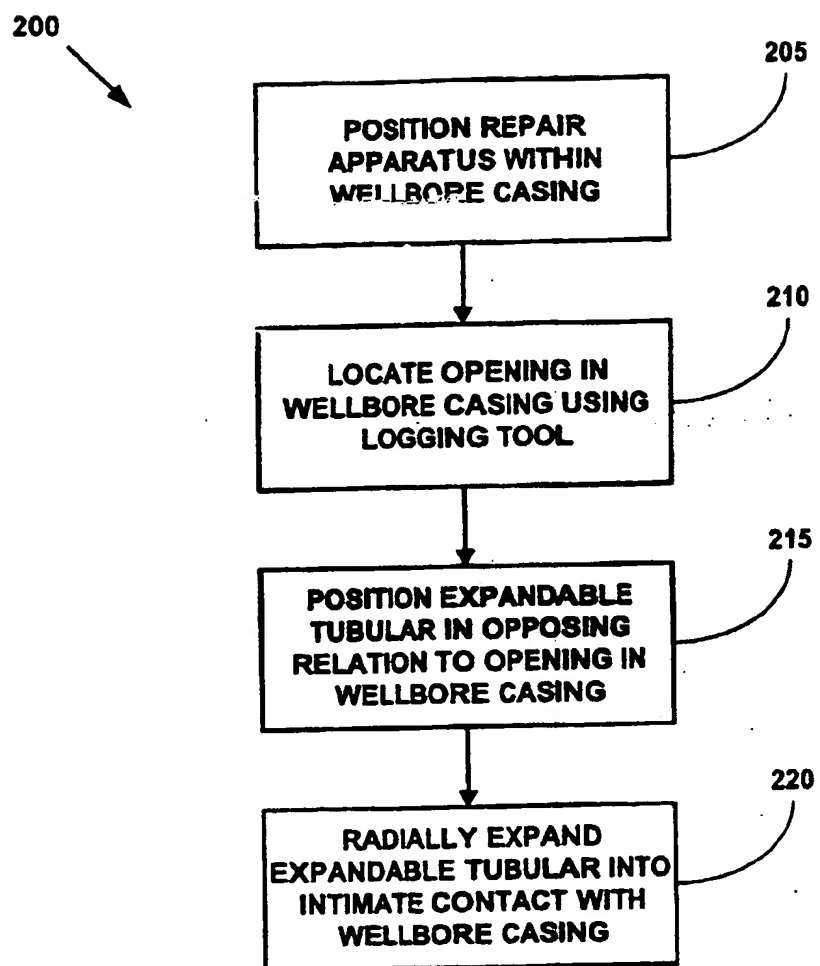 200
205
POSITION REPAIR
APPARATUS WITHIN
WELLBORE CASING
210
LOCATE OPENING IN
WELLBORE CASING USING
LOGGING TOOL
215
POSITION EXPANDABLE
TUBULAR IN OPPOSING
RELATION TO OPENING IN
WELLBORE CASING
220
RADIALLY EXPAND
EXPANDABLE TUBULAR INTO
INTIMATE CONTACT WITH
WELLBORE CASING